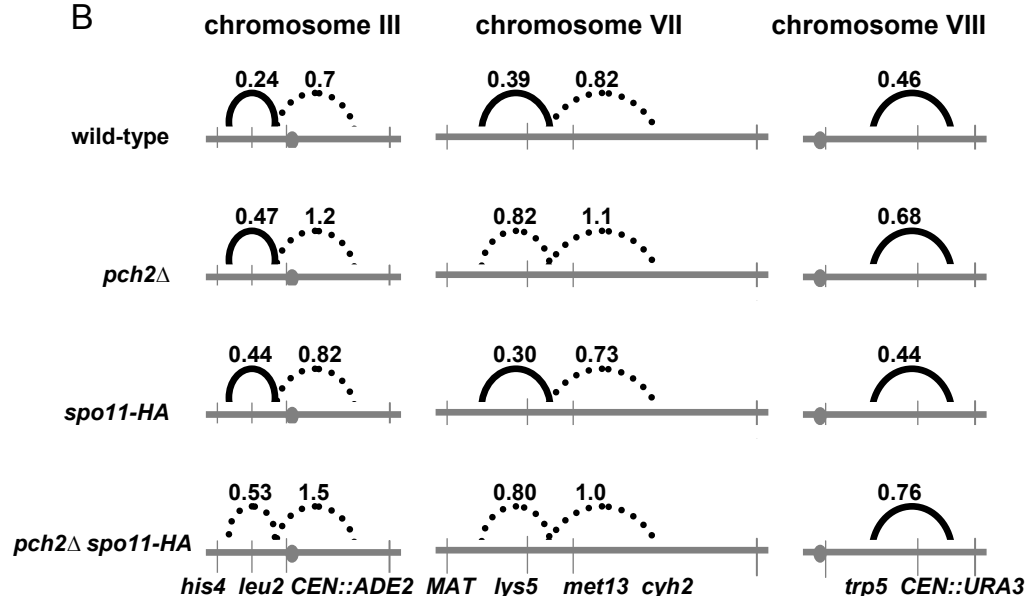 B
chromosome III chromosome VII chromosome VIII
0.24 0.7 0.39 0.82 0.46
wild-type
0.47 1.2 0.82 1.1 0.68
pch2Δ
0.44 0.82 0.30 0.73 0.44
spo11-HA
0.53 1.5 0.80 1.0 0.76
pch2Δ spo11-HA
his4 leu2 CEN::ADE2 MAT lys5 met13 cyh2 trp5 CEN::URA3